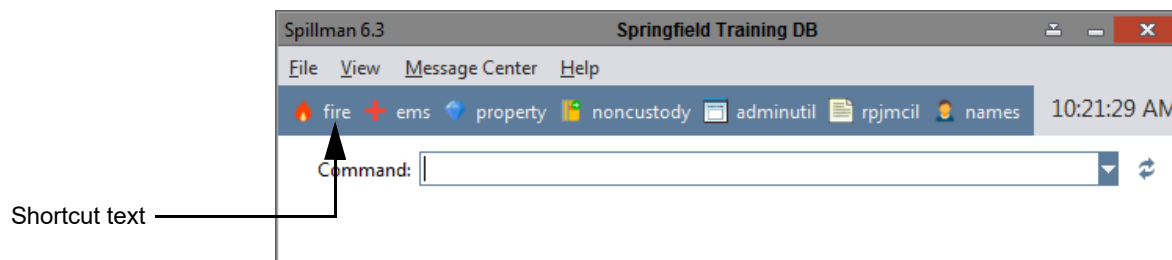 Spillman 6.3 Springfield Training DB
File View Message Center Help
fire ems property noncustody adminutil rpjmcil names 10:21:29 AM
Command:
Shortcut text